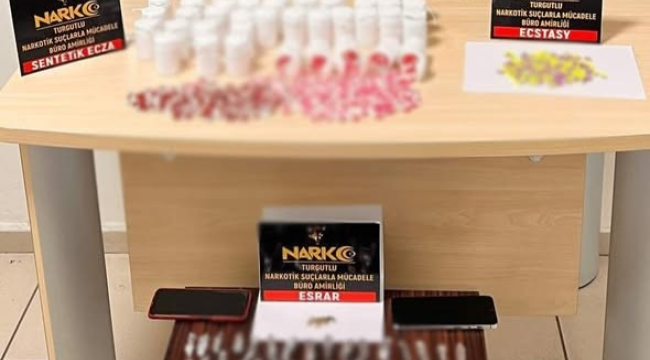 NARKO
TURGUTLU
NARKOTİK SUÇLARLA MÜCADELE
BÜRO AMİRLİĞİ
SENTETİK ECZA
TURGUTLU
NARKOTİK SUÇLARLA MÜCADELE
BÜRO AMİRLİĞİ
ECSTASY
NARKO
TURGUTLU
NARKOTİK SUÇLARLA MÜCADELE
BÜRO AMİRLİĞİ
ESRAR